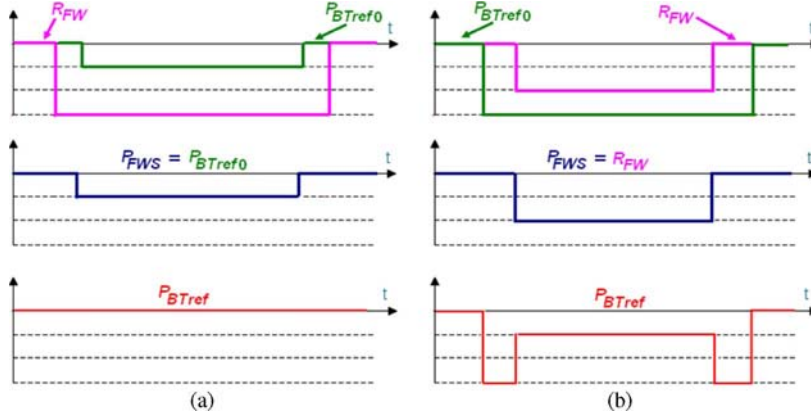 R_FW
P_BTref0
t
P_BTref0
R_FW
t
P_FWS = P_BTref0
t
P_FWS = R_FW
t
P_BTref
t
P_BTref
t
(a)
(b)